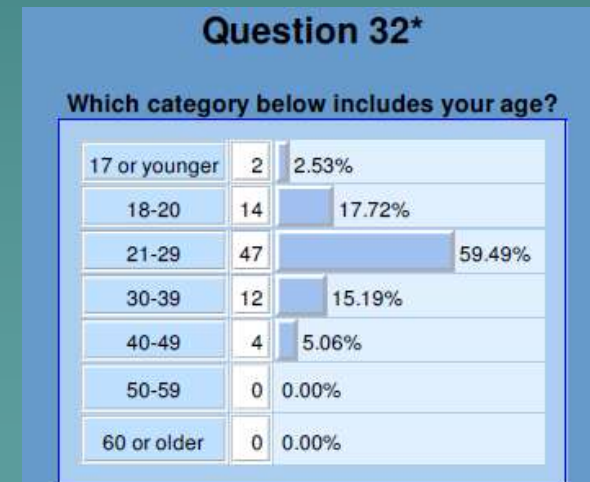 Question 32*
Which category below includes your age?
17 or younger 2 2.53%
18-20 14 17.72%
21-29 47 59.49%
30-39 12 15.19%
40-49 4 5.06%
50-59 0 0.00%
60 or older 0 0.00%